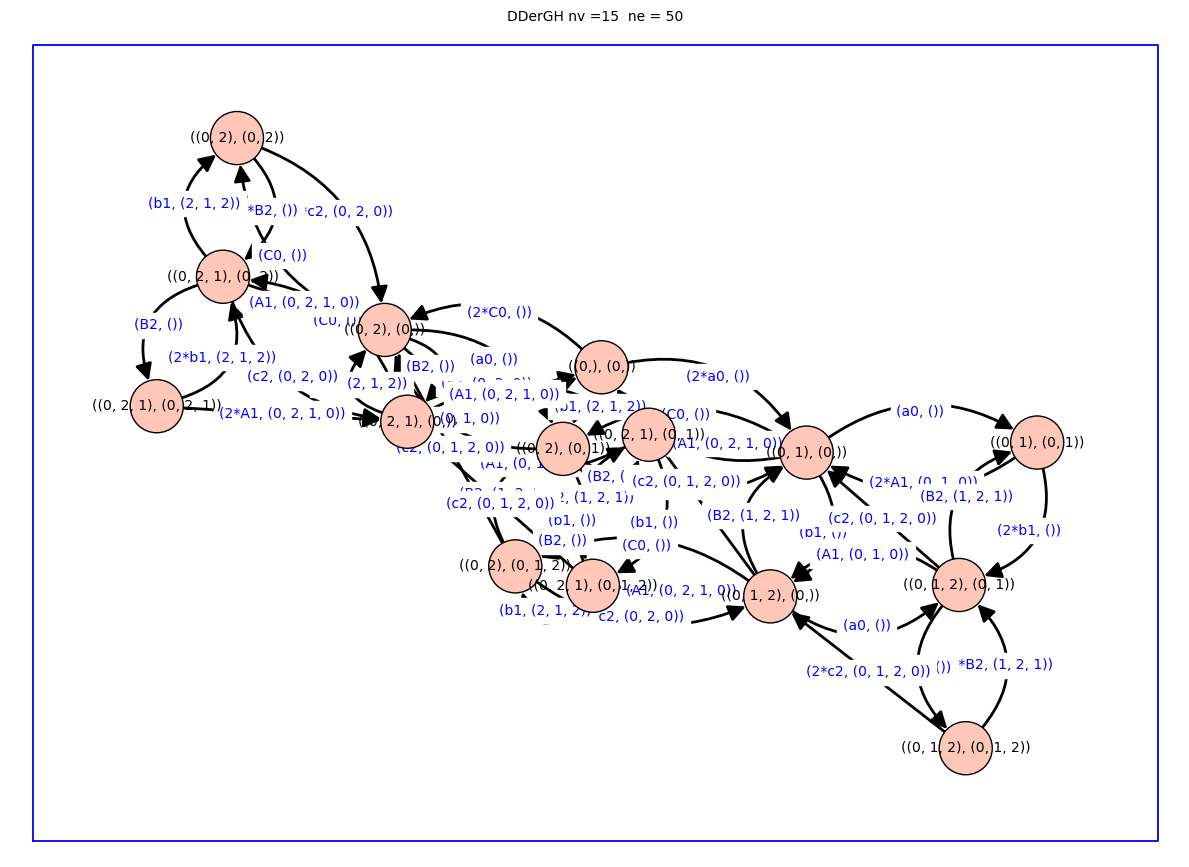 DDerGH nv =15  ne = 50
((0, 2), (0, 2))
(b1, (2, 1, 2))
*B2, ())
c2, (0, 2, 0))
(C0, ())
((0, 2, 1), (0, 2))
(A1, (0, 2, 1, 0))
(C0, ()
(2*C0, ())
(B2, ())
((0, 2), (0,))
(2*b1, (2, 1, 2))
(a0, ())
(B2, ())
((0,), (0,))
(c2, (0, 2, 0))
(2, 1, 2))
(2*a0, ())
(A1, (0, 2, 1, 0))
((0, 2, 1), (0, 2, 1))
(2*A1, (0, 2, 1, 0))
b1, (2, 1, 2))
(0, 1, 0))
(C0, ())
(a0, ())
((0, 2, 1), (0,))
((0, 2, 1), (0, 1))
(A1, (0, 2, 1, 0))
((0, 1), (0, 1))
(c2, (0, 1, 2, 0))
((0, 2), (0, 1))
((0, 1), (0,))
(A1, (0, 1
(B2, (
(c2, (0, 1, 2, 0))
(2*A1, (0, 1, 0))
(B2, (1, 2, 1))
(c2, (0, 1, 2, 0))
2, (1, 2, 1))
(B2, (1, 2, 1))
(c2, (0, 1, 2, 0))
(b1, ())
(b1, ())
(b1, ())
(2*b1, ())
(B2, ())
(C0, ())
(A1, (0, 1, 0))
((0, 2), (0, 1, 2))
((0, 2, 1), (0, 1, 2))
(A1, (0, 2, 1, 0))
((0, 1, 2), (0,))
((0, 1, 2), (0, 1))
(b1, (2, 1, 2))
c2, (0, 2, 0))
(a0, ())
(2*c2, (0, 1, 2, 0))
())
*B2, (1, 2, 1))
((0, 1, 2), (0, 1, 2))